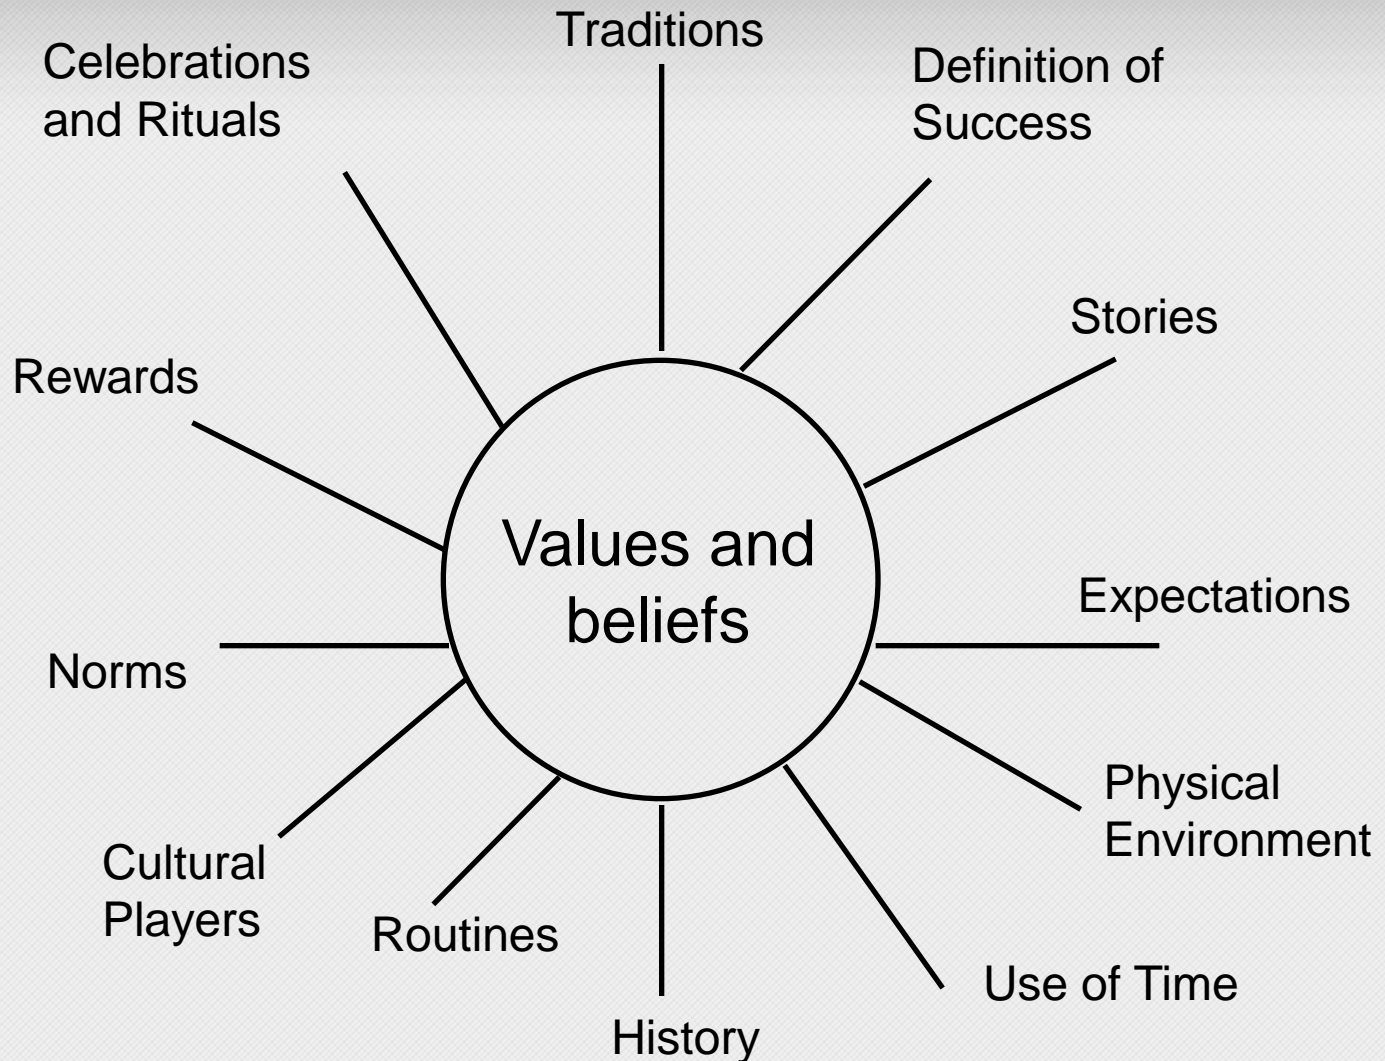 Traditions
Celebrations
and Rituals
Definition of
Success
Stories
Rewards
Values and
beliefs
Expectations
Norms
Physical
Environment
Cultural
Players
Routines
Use of Time
History